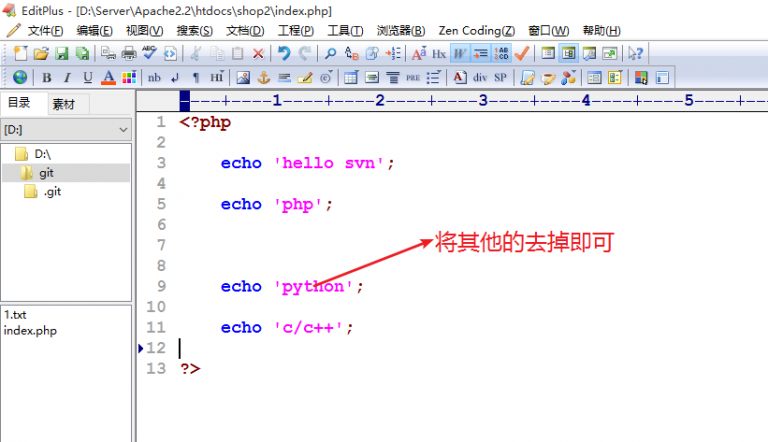 EditPlus - [D:\Server\Apache2.2\htdocs\shop2\index.php]
文件(F) 编辑(E) 视图(V) 搜索(S) 文档(D) 工程(P) 工具(T) 浏览器(B) Zen Coding(Z) 窗口(W) 帮助(H)
B I U A nb ¶ HI A div SP
目录 素材
[D:]
D:\
git
.git
1.txt
index.php
----+----1----+----2----+----3----+----4----+----5----+--
1 <?php
2
3 echo 'hello svn';
4
5 echo 'php';
6
7
将其他的去掉即可
8
9 echo 'python';
10
11 echo 'c/c++';
12
13 ?>